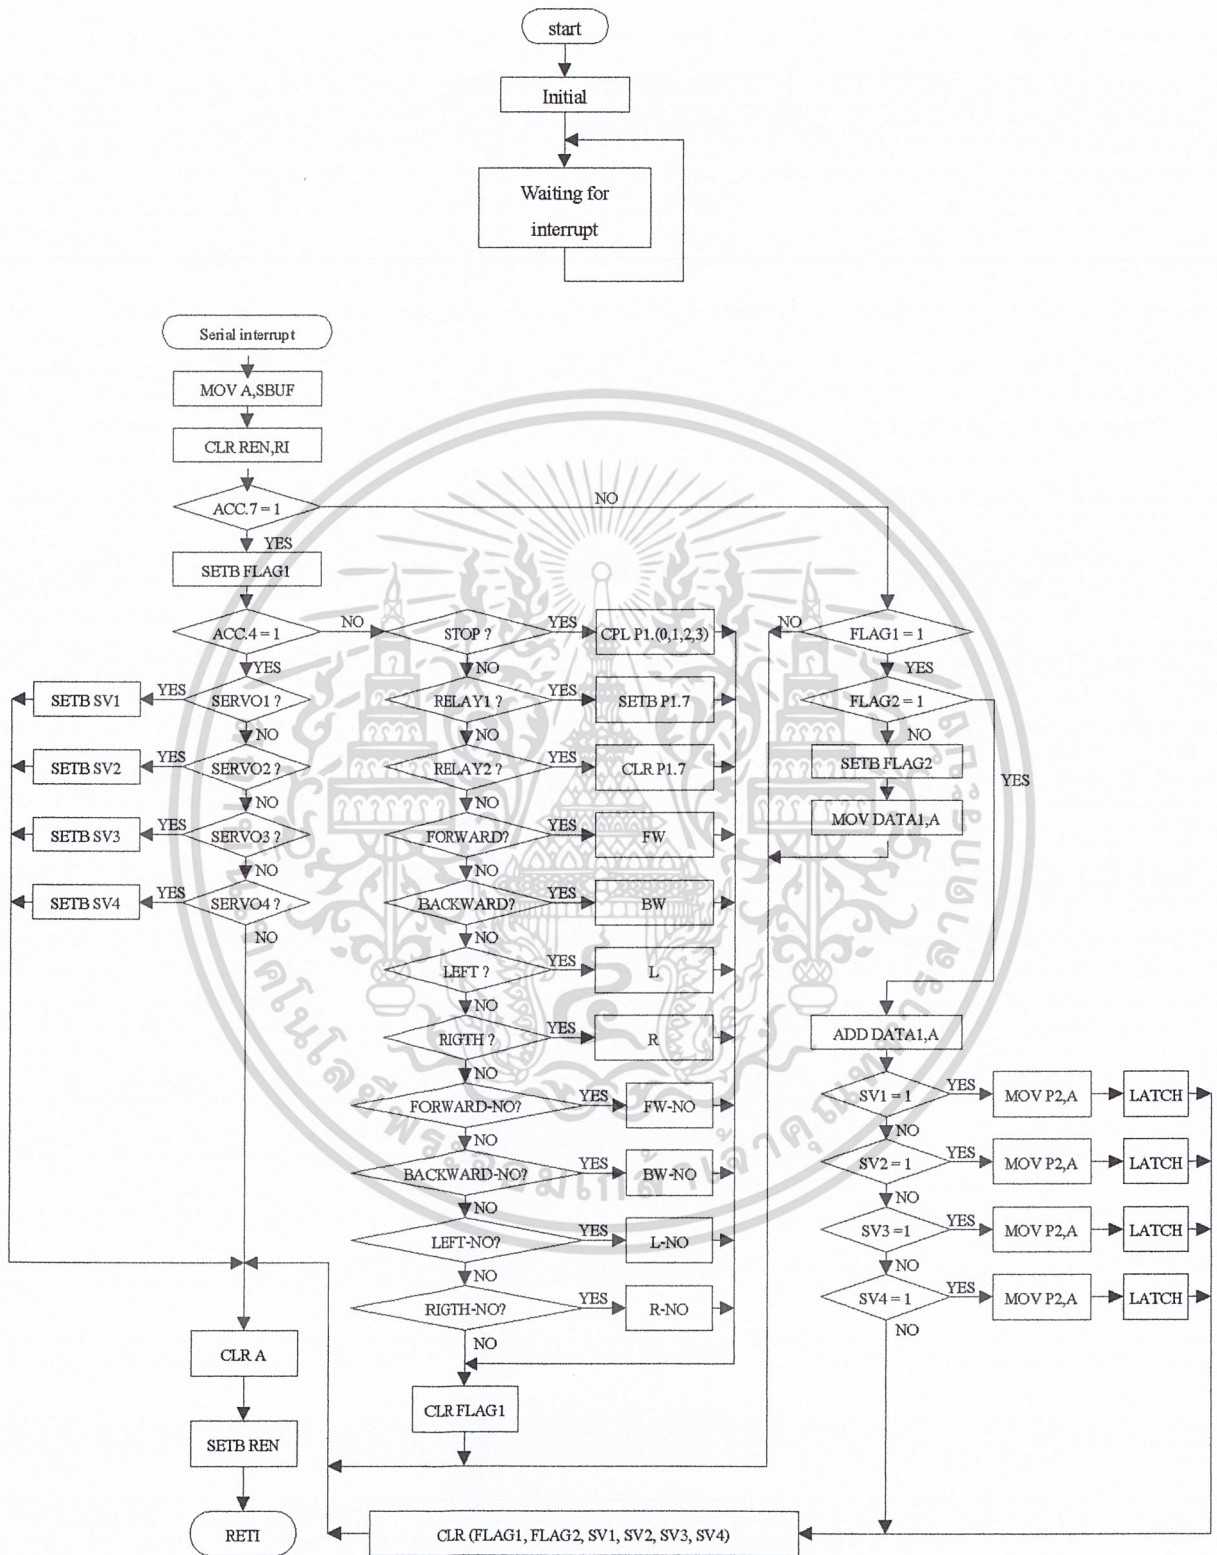 start
Initial
Waiting for
interrupt
Serial interrupt
MOV A,SBUF
CLR REN,RI
ACC.7 = 1
NO
YES
SETB FLAG1
ACC.4 = 1
NO
STOP ?
YES
CPL P1.(0,1,2,3)
NO
FLAG1 = 1
YES
NO
YES
SETB SV1
YES
SERVO1 ?
RELAY1 ?
YES
SETB P1.7
FLAG2 = 1
NO
NO
NO
SETB SV2
YES
SERVO2 ?
RELAY2 ?
YES
CLR P1.7
SETB FLAG2
YES
NO
NO
SETB SV3
YES
SERVO3 ?
FORWARD?
YES
FW
MOV DATA1,A
NO
NO
SETB SV4
YES
SERVO4 ?
BACKWARD?
YES
BW
NO
NO
LEFT ?
YES
L
NO
RIGTH ?
YES
R
ADD DATA1,A
NO
FORWARD-NO?
YES
FW-NO
SV1 = 1
YES
MOV P2,A
LATCH
NO
NO
BACKWARD-NO?
YES
BW-NO
SV2 = 1
YES
MOV P2,A
LATCH
NO
NO
LEFT-NO?
YES
L-NO
SV3 =1
YES
MOV P2,A
LATCH
NO
NO
RIGTH-NO?
YES
R-NO
SV4 = 1
YES
MOV P2,A
LATCH
NO
NO
CLR A
CLR FLAG1
SETB REN
RETI
CLR (FLAG1, FLAG2, SV1, SV2, SV3, SV4)